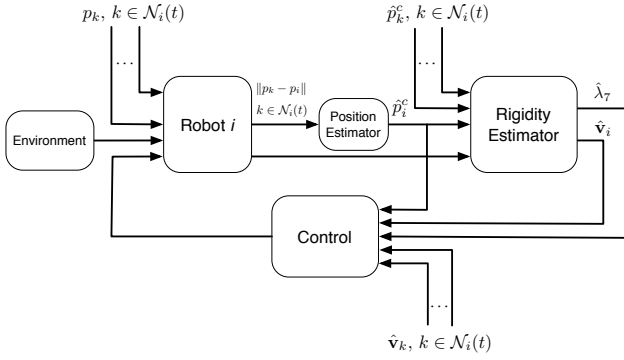 p_k, k ∈ 𝒩_i(t)
p̂_k^c, k ∈ 𝒩_i(t)
...
...
Environment
Robot i
‖p_k − p_i‖
k ∈ 𝒩_i(t)
Position
Estimator
p̂_i^c
Rigidity
Estimator
λ̂_7
v̂_i
Control
...
v̂_k, k ∈ 𝒩_i(t)